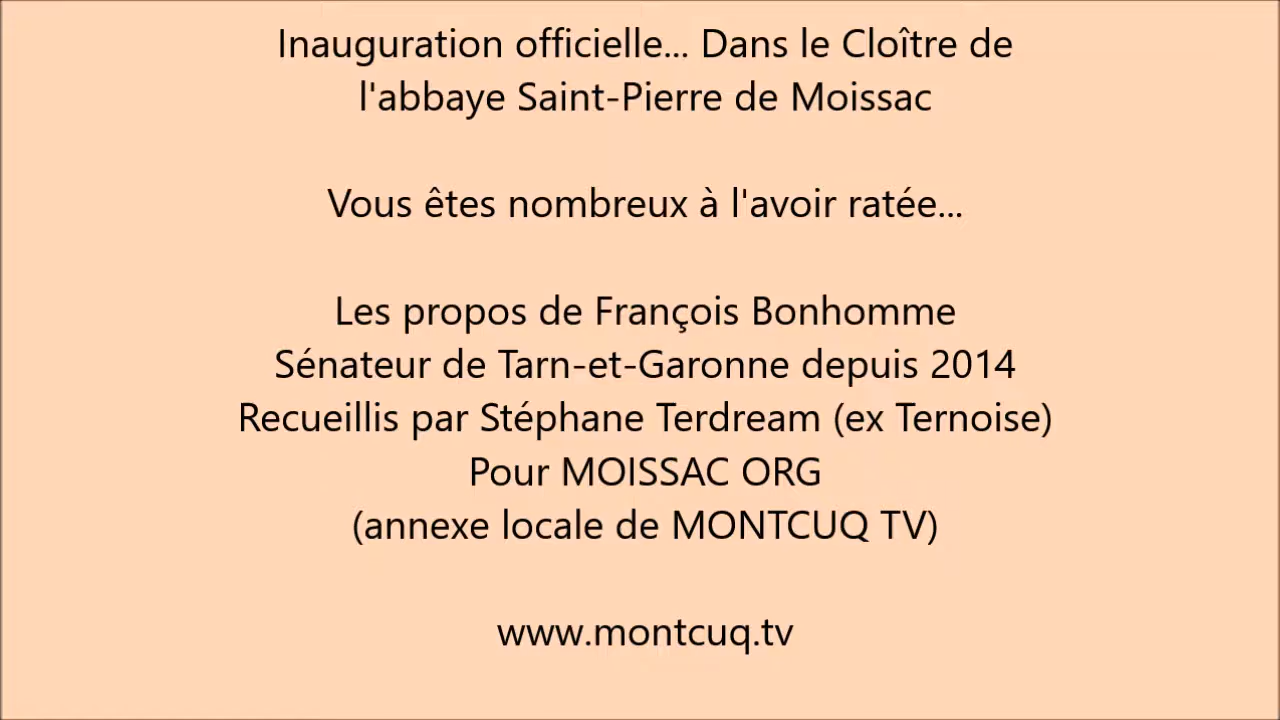 Inauguration officielle... Dans le Cloître de
l'abbaye Saint-Pierre de Moissac
Vous êtes nombreux à l'avoir ratée...
Les propos de François Bonhomme
Sénateur de Tarn-et-Garonne depuis 2014
Recueillis par Stéphane Terdream (ex Ternoise)
Pour MOISSAC ORG
(annexe locale de MONTCUQ TV)
www.montcuq.tv